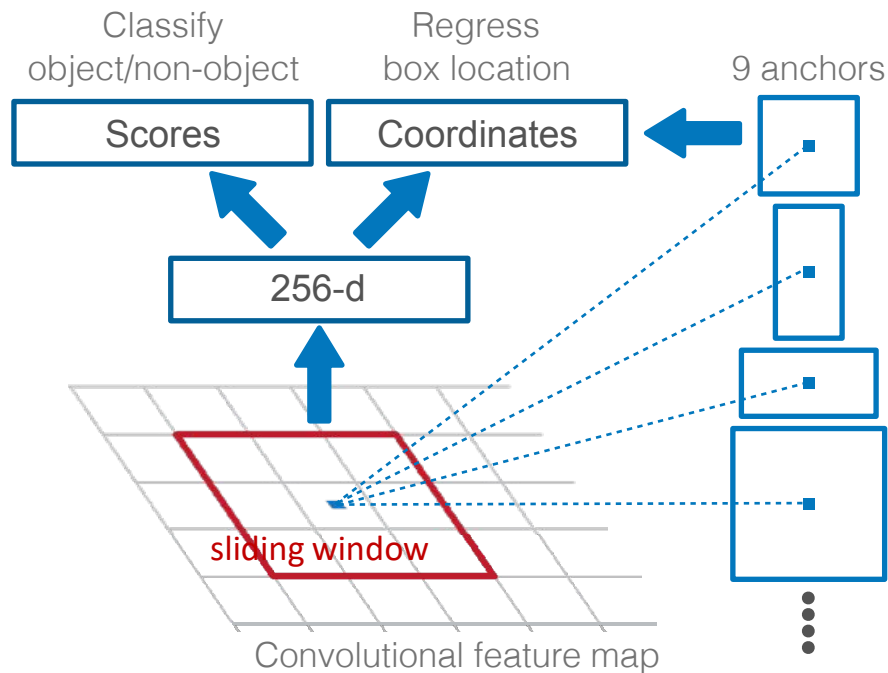 Classify
object/non-object
Regress
box location
9 anchors
Scores
Coordinates
256-d
sliding window
Convolutional feature map